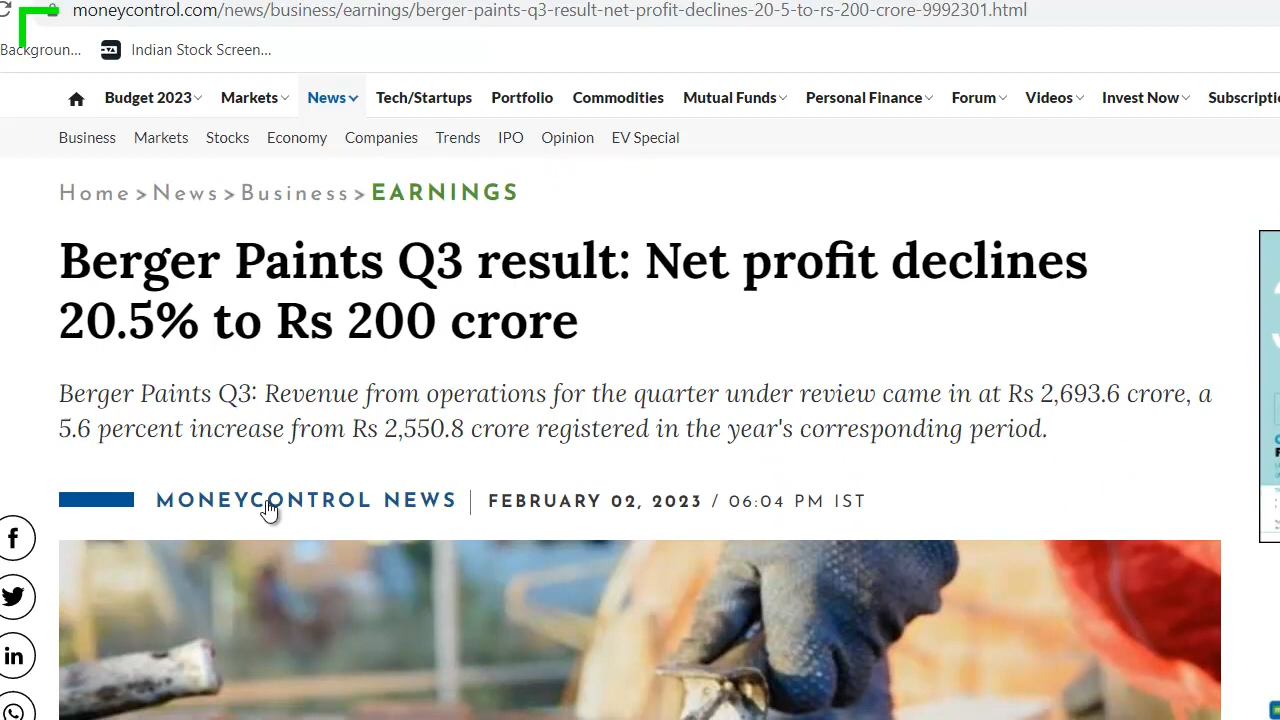 moneycontrol.com/news/business/earnings/berger-paints-q3-result-net-profit-decline-20-5-to-rs-200-crore-9992301.html
Backgroun... Indian Stock Screen...
Budget 2023 Markets News Tech/Startups Portfolio Commodities Mutual Funds Personal Finance Forum Videos Invest Now
Business Markets Stocks Economy Companies Trends IPO Opinion EV Special
Home > News > Business > EARNINGS
Berger Paints Q3 result: Net profit declines
20.5% to Rs 200 crore
Berger Paints Q3: Revenue from operations for the quarter under review came in at Rs 2,693.6 crore, a
5.6 percent increase from Rs 2,550.8 crore registered in the year's corresponding period.
MONEYCONTROL NEWS | FEBRUARY 02, 2023 / 06:04 PM IST